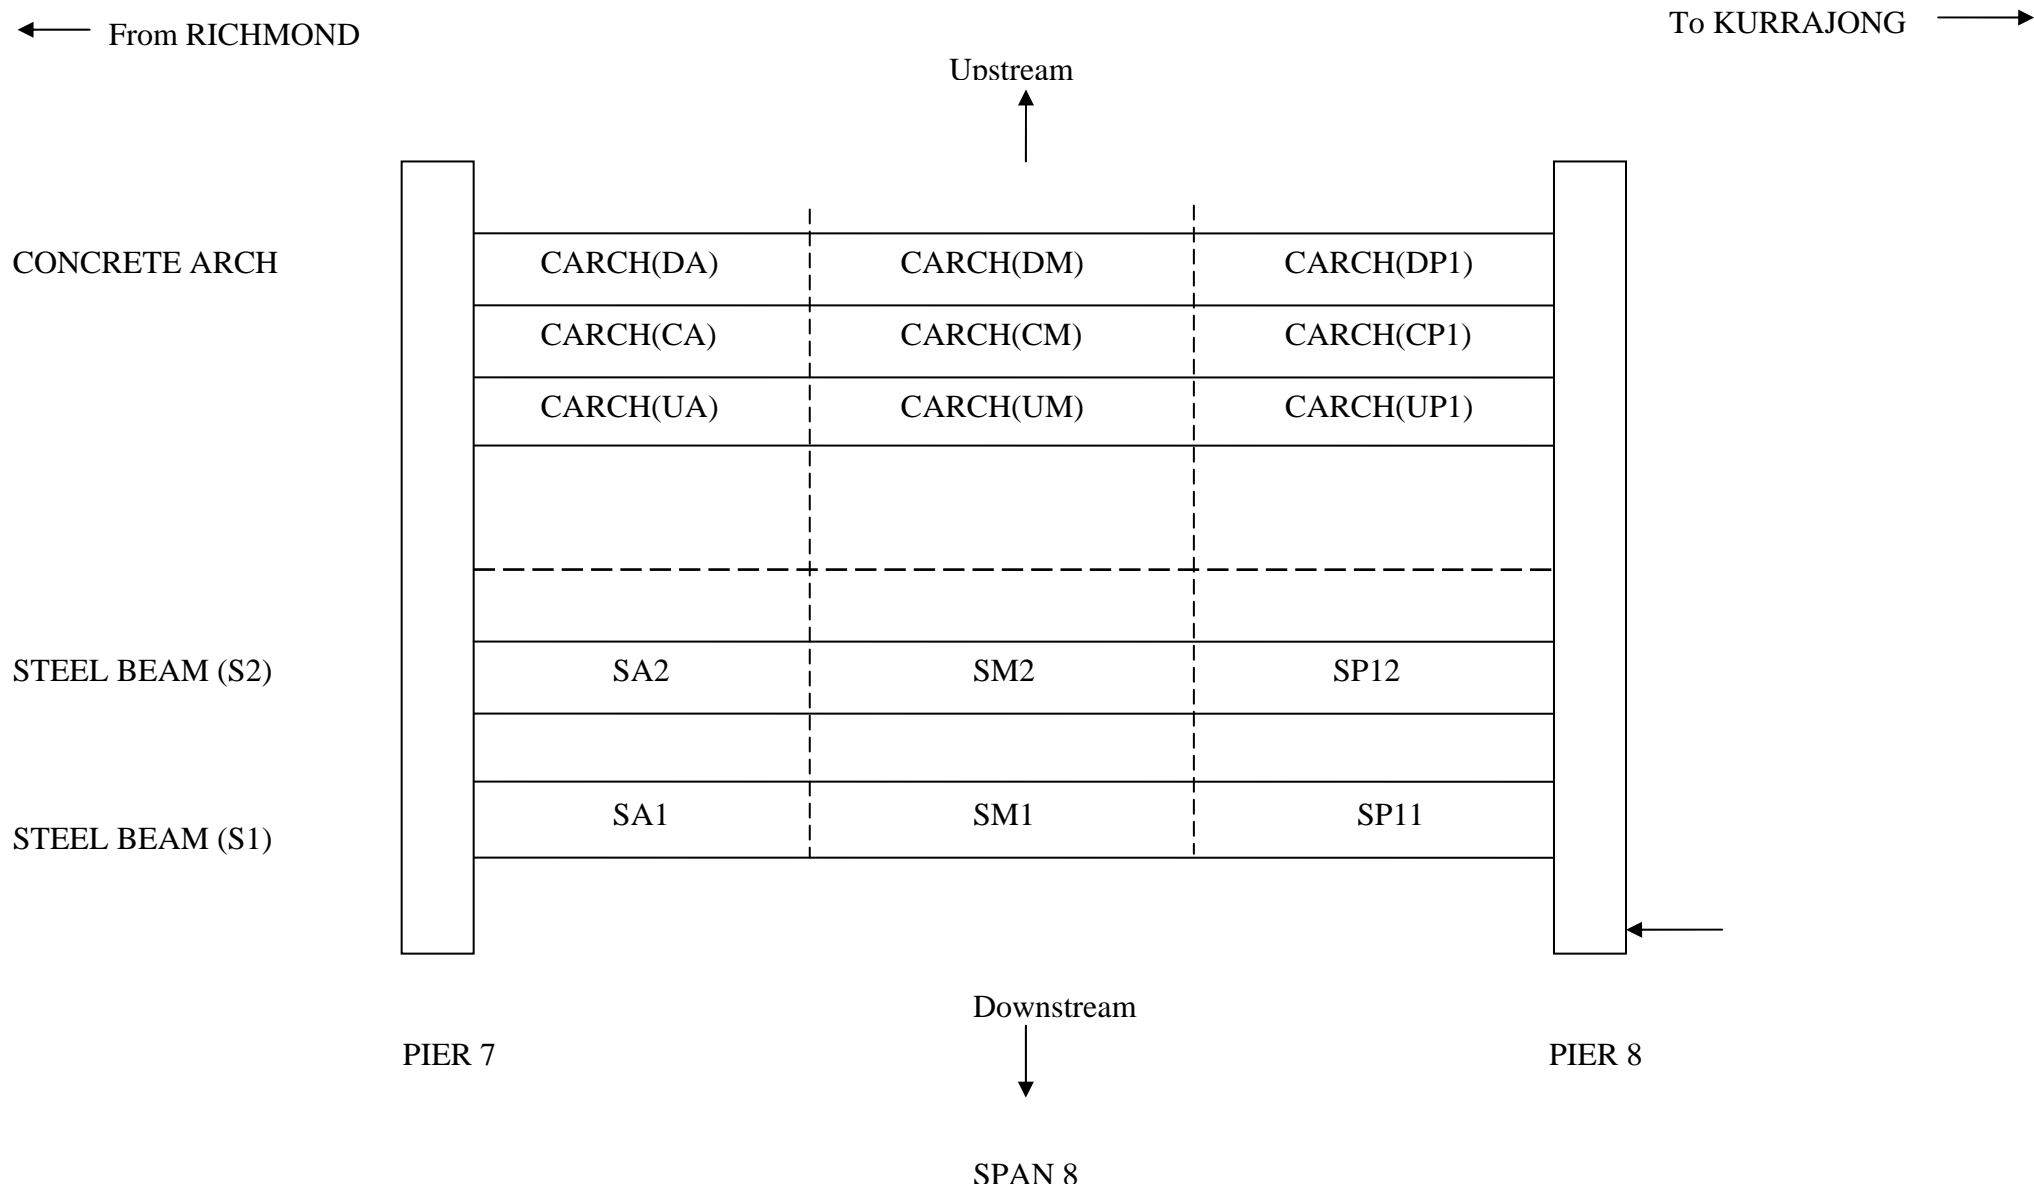 From RICHMOND
To KURRAJONG
Upstream
CONCRETE ARCH CARCH(DA) CARCH(DM) CARCH(DP1)
CARCH(CA) CARCH(CM) CARCH(CP1)
CARCH(UA) CARCH(UM) CARCH(UP1)
STEEL BEAM (S2) SA2 SM2 SP12
STEEL BEAM (S1) SA1 SM1 SP11
Downstream
PIER 7 PIER 8
SPAN 8